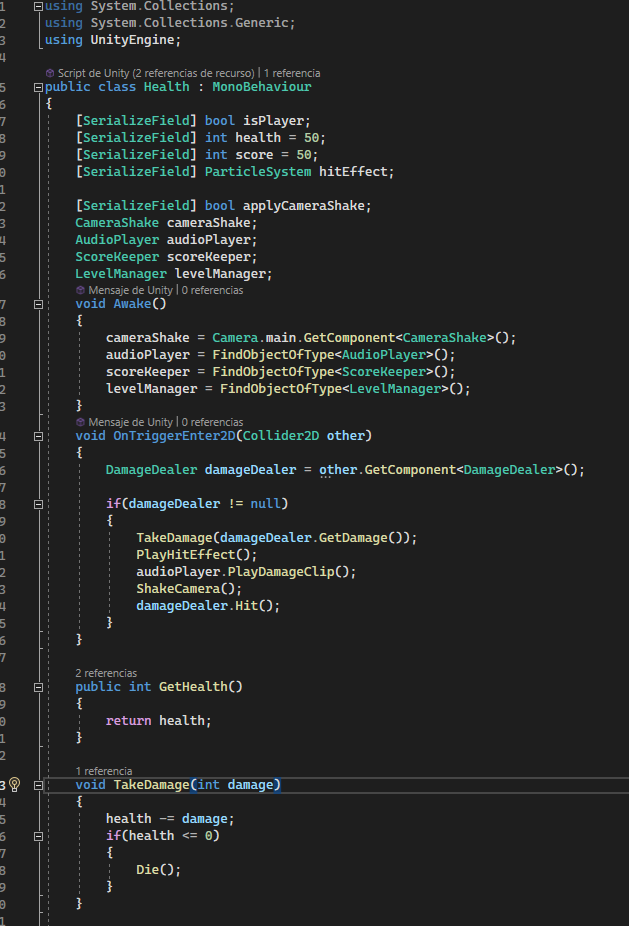 1 using System.Collections;
2 using System.Collections.Generic;
3 using UnityEngine;
4
Script de Unity (2 referencias de recurso) | 1 referencia
5 public class Health : MonoBehaviour
6 {
7 [SerializeField] bool isPlayer;
8 [SerializeField] int health = 50;
9 [SerializeField] int score = 50;
0 [SerializeField] ParticleSystem hitEffect;
1
2 [SerializeField] bool applyCameraShake;
3 CameraShake cameraShake;
4 AudioPlayer audioPlayer;
5 ScoreKeeper scoreKeeper;
6 LevelManager levelManager;
Mensaje de Unity | 0 referencias
7 void Awake()
8 {
9 cameraShake = Camera.main.GetComponent<CameraShake>();
0 audioPlayer = FindObjectOfType<AudioPlayer>();
1 scoreKeeper = FindObjectOfType<ScoreKeeper>();
2 levelManager = FindObjectOfType<LevelManager>();
3 }
Mensaje de Unity | 0 referencias
4 void OnTriggerEnter2D(Collider2D other)
5 {
6 DamageDealer damageDealer = other.GetComponent<DamageDealer>();
7
8 if(damageDealer != null)
9 {
0 TakeDamage(damageDealer.GetDamage());
1 PlayHitEffect();
2 audioPlayer.PlayDamageClip();
3 ShakeCamera();
4 damageDealer.Hit();
5 }
6 }
7
2 referencias
8 public int GetHealth()
9 {
0 return health;
1 }
2
1 referencia
3 void TakeDamage(int damage)
4 {
5 health -= damage;
6 if(health <= 0)
7 {
8 Die();
9 }
0 }
1